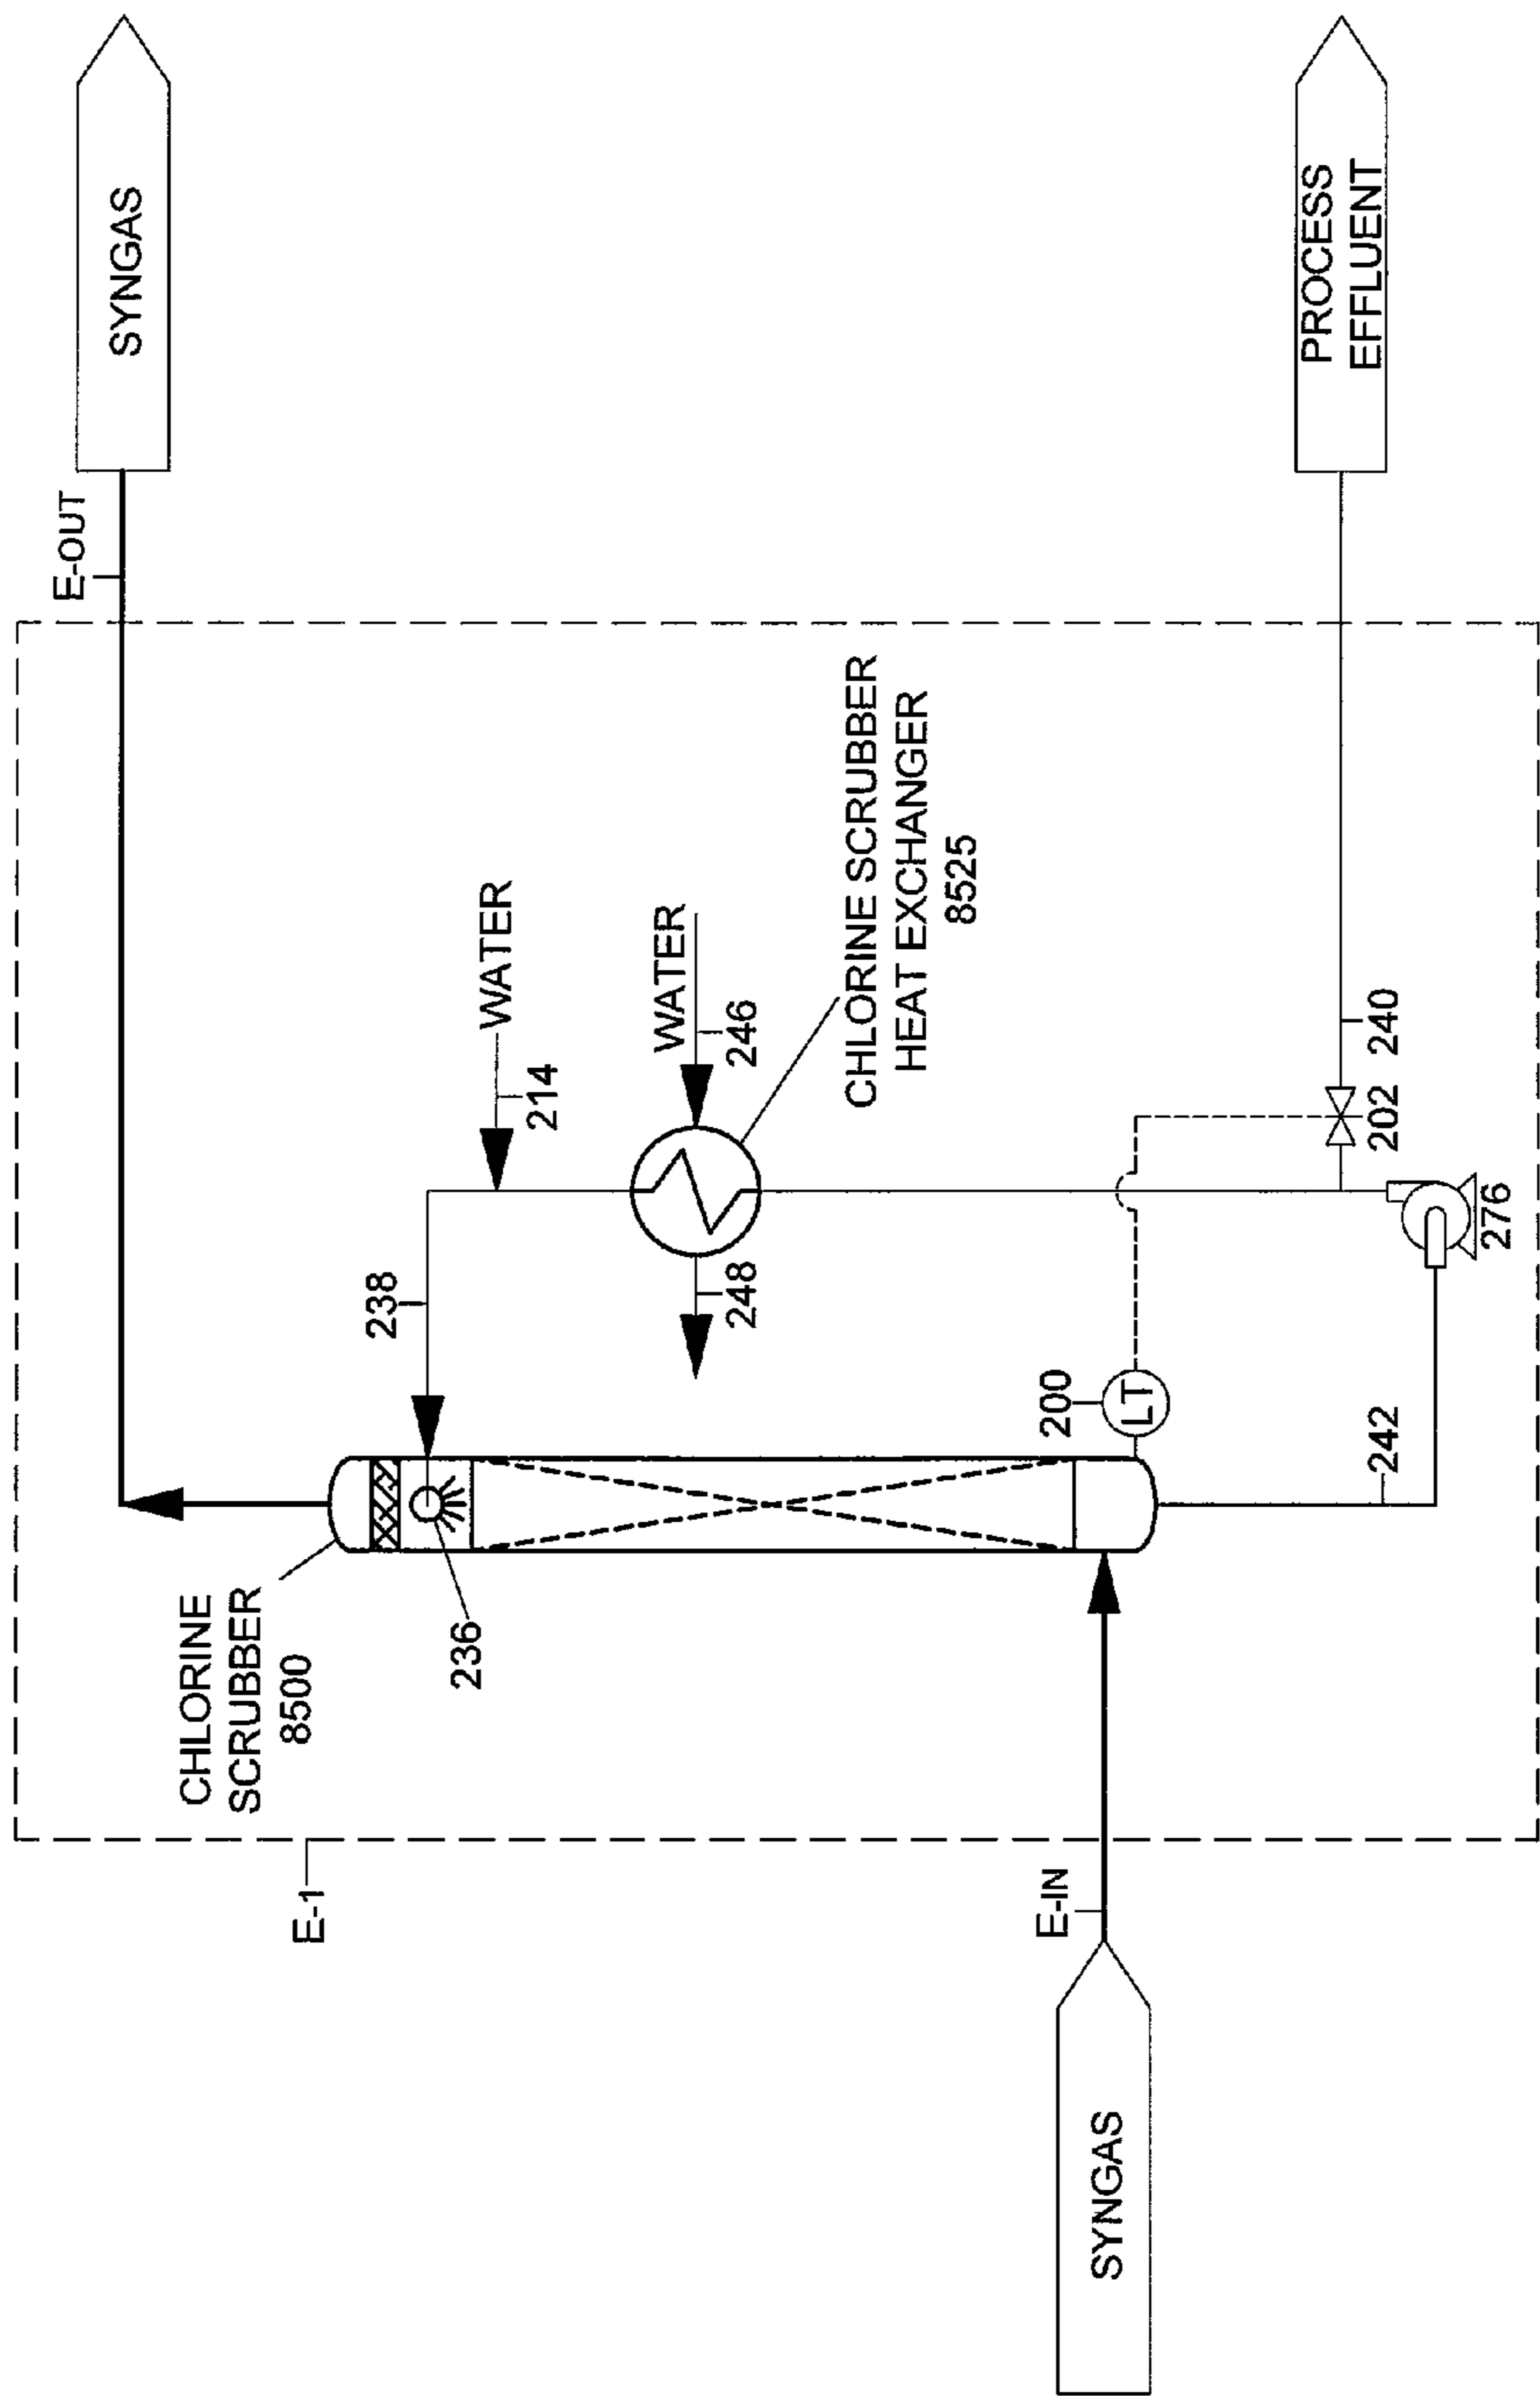 SYNGAS
E-OUT
E-1
CHLORINE
SCRUBBER
8500
236
238
WATER
214
WATER
246
248
CHLORINE SCRUBBER
HEAT EXCHANGER
8525
200
LT
E-IN
SYNGAS
242
276
202
240
PROCESS
EFFLUENT